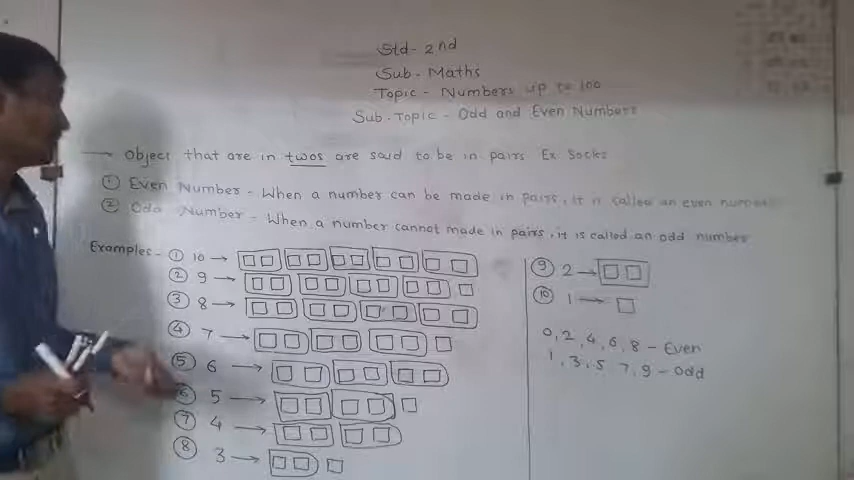 Std- 2nd
Sub- Maths
Topic- Numbers up to 100
Sub-Topic - Odd and Even Numbers
→ Object that are in twos are said to be in pairs Ex Socks
① Even Number - When a number can be made in pairs, it is called an even number
② Odd Number - When a number cannot made in pairs, it is called an odd number
Examples- ① 10 →
② 9 →
③ 8 →
④ 7 →
⑤ 6 →
⑥ 5 →
⑦ 4 →
⑧ 3 →
⑨ 2 →
⑩ 1 →
0, 2, 4, 6, 8 - Even
1, 3, 5 7, 9 - Odd